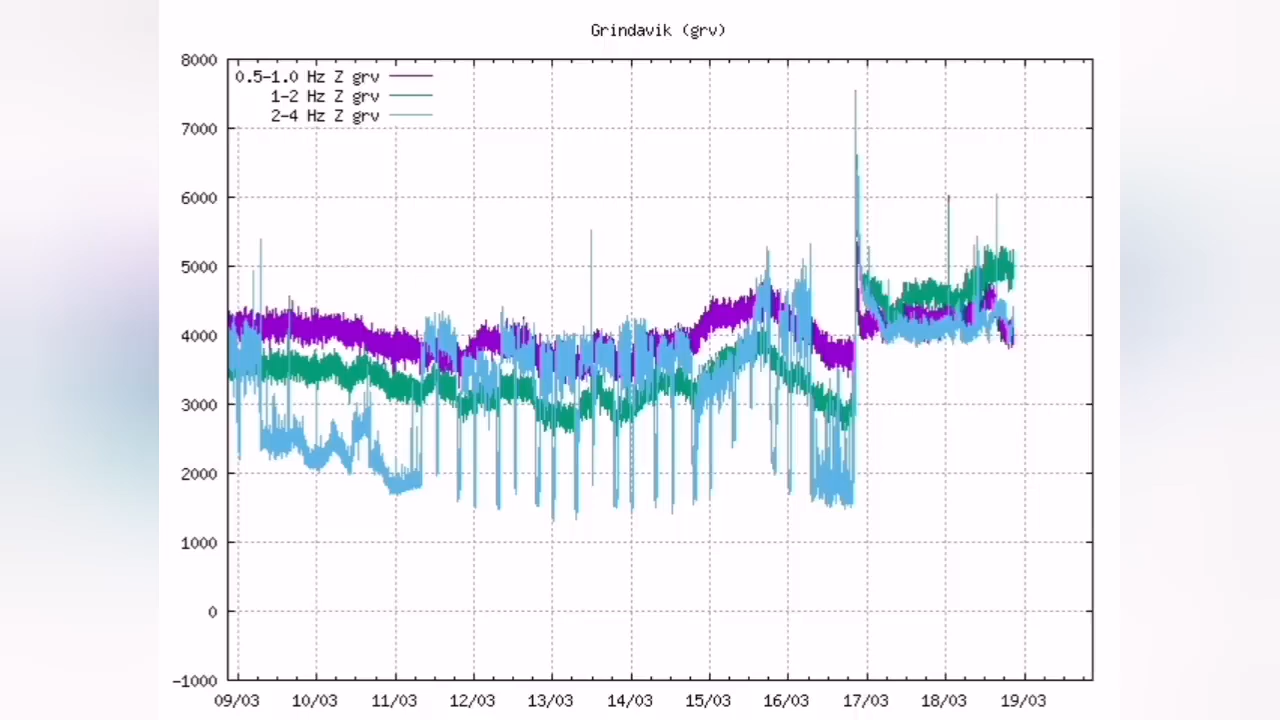 Grindavik (grv)
8000
0.5-1.0 Hz Z grv
1-2 Hz Z grv
2-4 Hz Z grv
7000
6000
5000
4000
3000
2000
1000
0
-1000
09/03 10/03 11/03 12/03 13/03 14/03 15/03 16/03 17/03 18/03 19/03